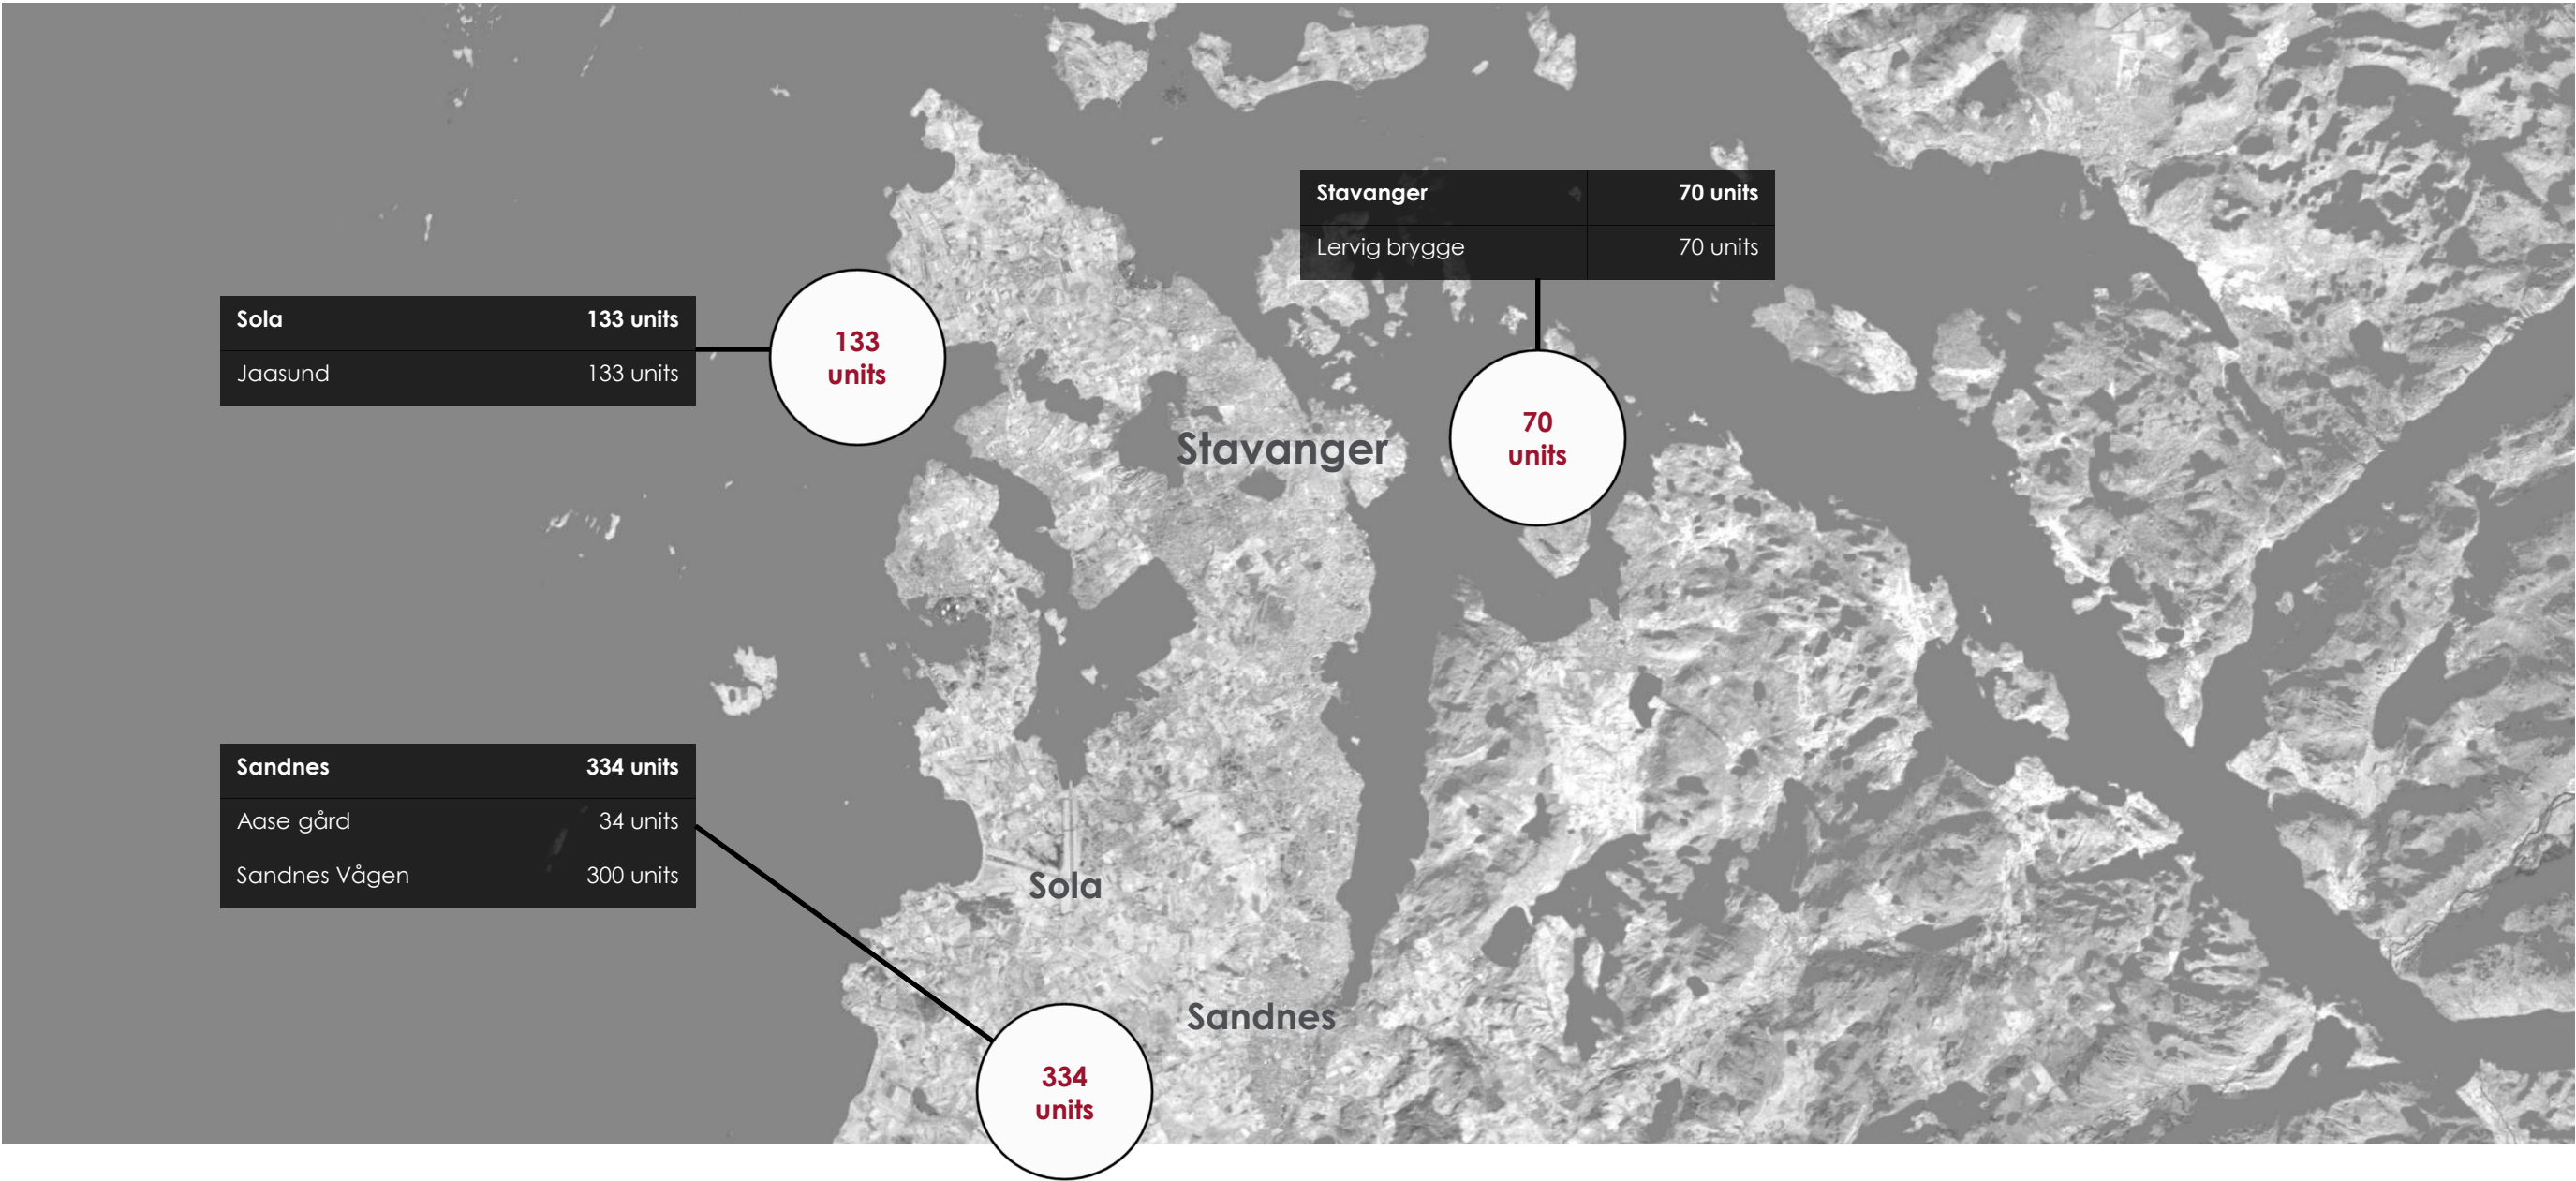 Stavanger 70 units
Lervig brygge 70 units
Sola 133 units
Jaasund 133 units
133
units
70
units
Stavanger
Sandnes 334 units
Aase gård 34 units
Sandnes Vågen 300 units
Sola
Sandnes
334
units